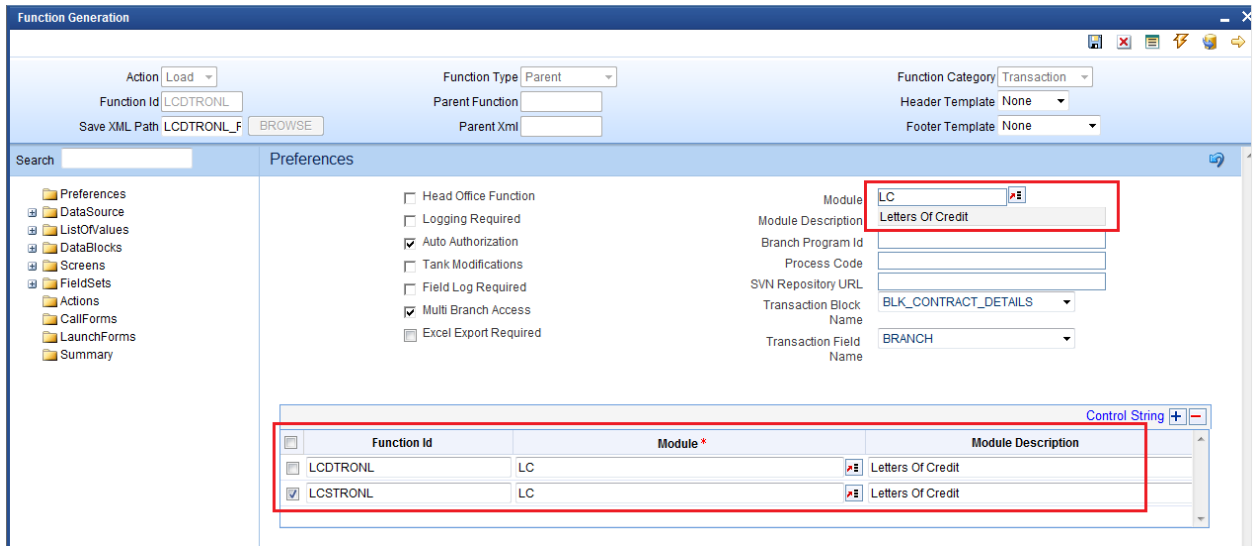 Function Generation
Action Load Function Type Parent Function Category Transaction
Function Id LCDTRONL Parent Function Header Template None
Save XML Path LCDTRONL_F BROWSE Parent Xml Footer Template None
Search Preferences
Preferences
DataSource
ListOfValues
DataBlocks
Screens
FieldSets
Actions
CallForms
LaunchForms
Summary
Head Office Function
Logging Required
Auto Authorization
Tank Modifications
Field Log Required
Multi Branch Access
Excel Export Required
Module LC
Module Description Letters Of Credit
Branch Program Id
Process Code
SVN Repository URL
Transaction Block Name BLK_CONTRACT_DETAILS
Transaction Field Name BRANCH
Control String
Function Id Module * Module Description
LCDTRONL LC Letters Of Credit
LCSTRONL LC Letters Of Credit